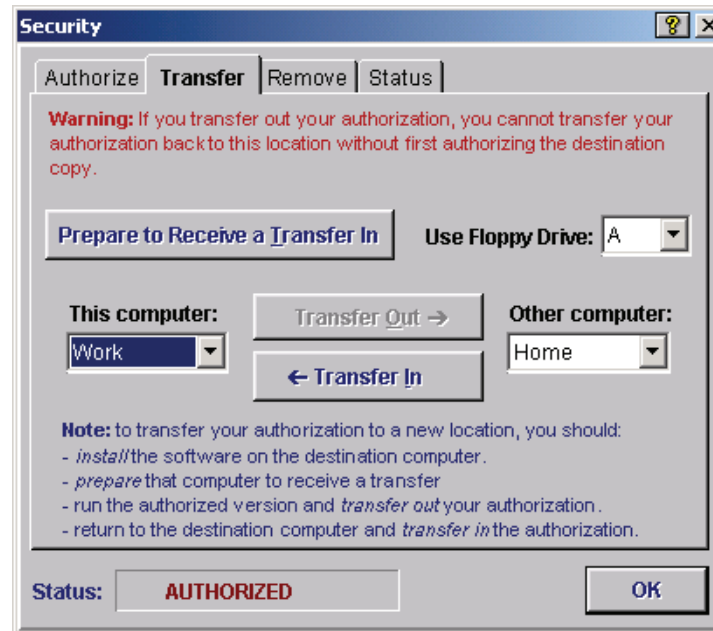 Security
Authorize Transfer Remove Status
Warning: If you transfer out your authorization, you cannot transfer your
authorization back to this location without first authorizing the destination
copy.
Prepare to Receive a Transfer In Use Floppy Drive: A
This computer: Transfer Out → Other computer:
Work Home
← Transfer In
Note: to transfer your authorization to a new location, you should:
- install the software on the destination computer.
- prepare that computer to receive a transfer
- run the authorized version and transfer out your authorization.
- return to the destination computer and transfer in the authorization.
Status: AUTHORIZED OK